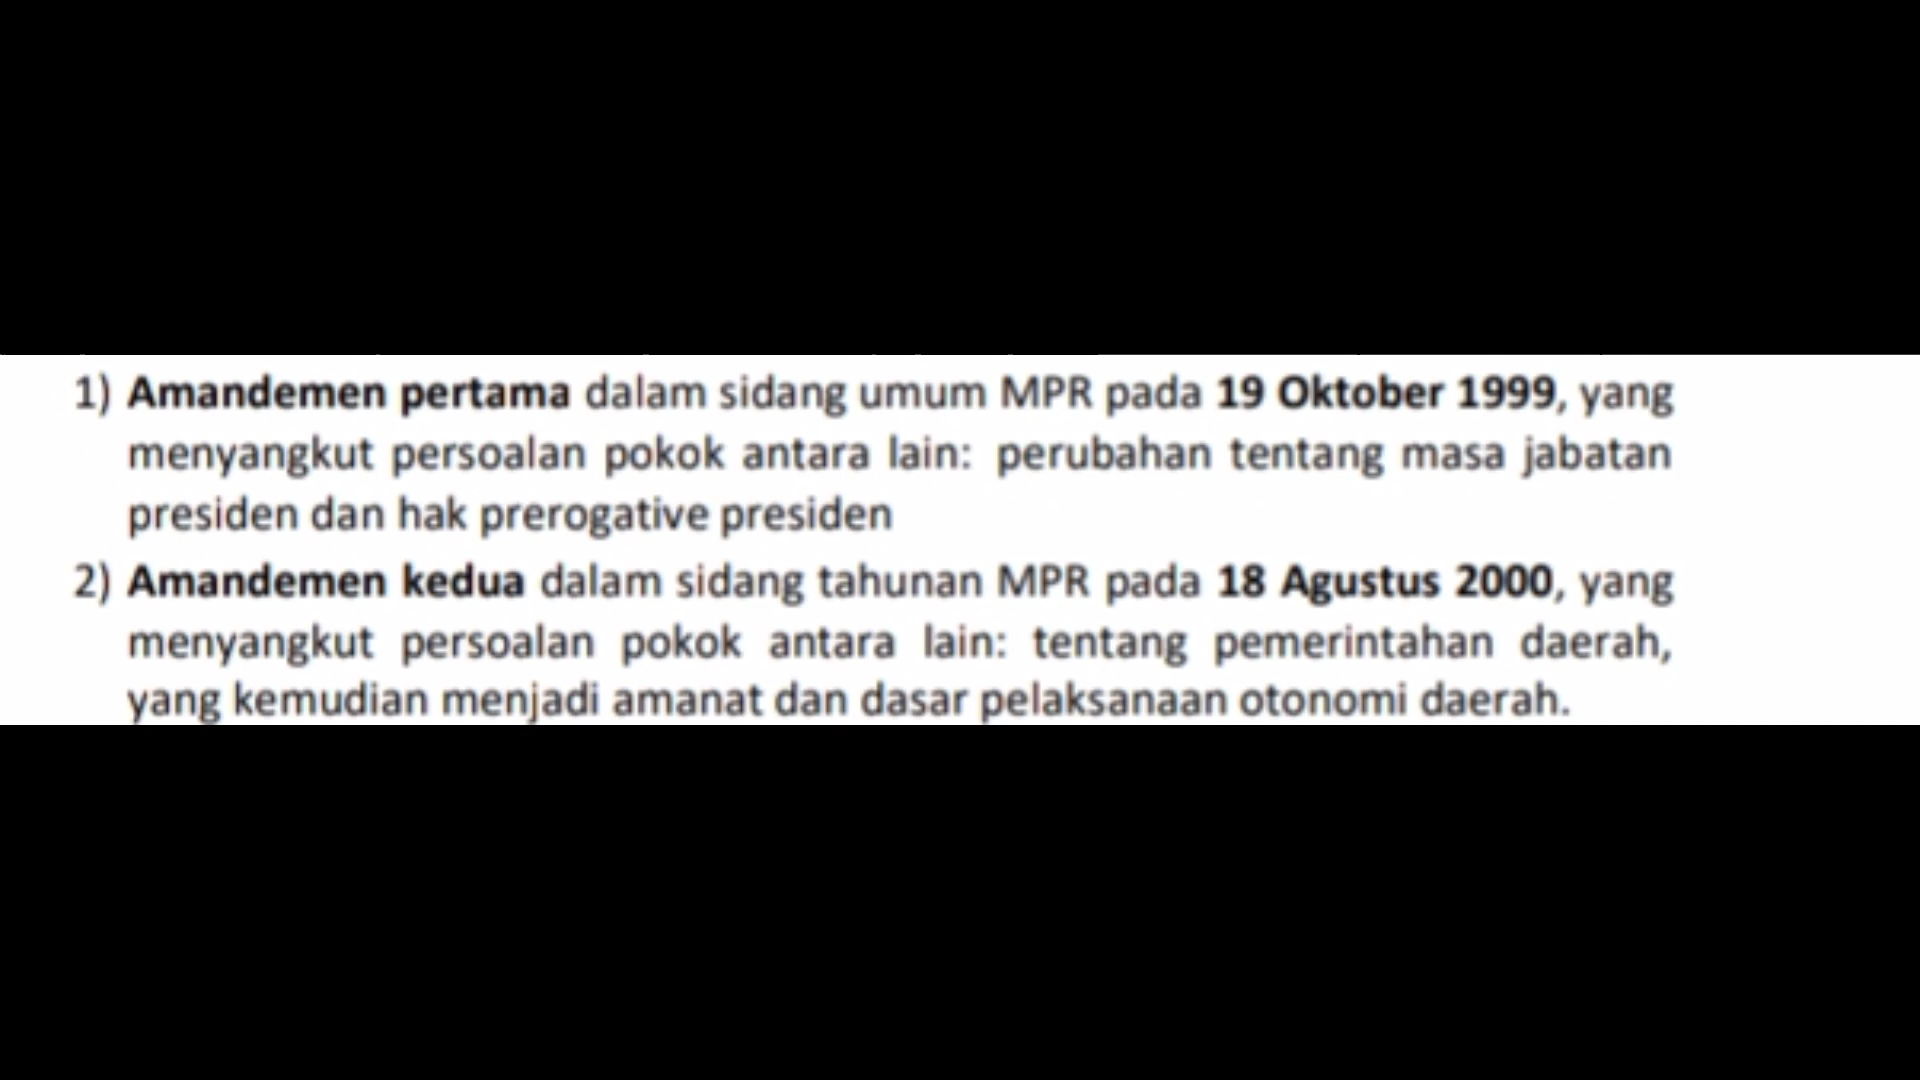 1) Amandemen pertama dalam sidang umum MPR pada 19 Oktober 1999, yang
menyangkut persoalan pokok antara lain: perubahan tentang masa jabatan
presiden dan hak prerogative presiden
2) Amandemen kedua dalam sidang tahunan MPR pada 18 Agustus 2000, yang
menyangkut persoalan pokok antara lain: tentang pemerintahan daerah,
yang kemudian menjadi amanat dan dasar pelaksanaan otonomi daerah.